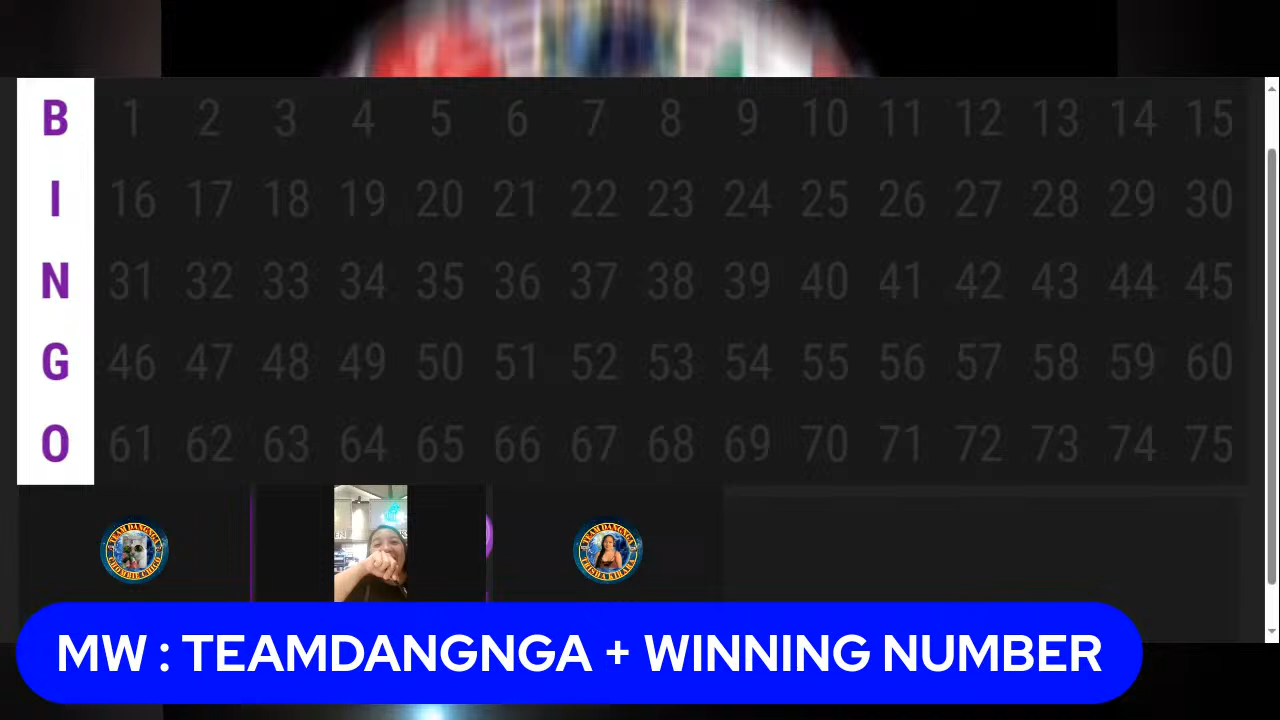 B 1 2 3 4 5 6 7 8 9 10 11 12 13 14 15
I 16 17 18 19 20 21 22 23 24 25 26 27 28 29 30
N 31 32 33 34 35 36 37 38 39 40 41 42 43 44 45
G 46 47 48 49 50 51 52 53 54 55 56 57 58 59 60
O 61 62 63 64 65 66 67 68 69 70 71 72 73 74 75
TEAM DANGNGA
TEAM DANGNGA
MW : TEAMDANGNGA + WINNING NUMBER